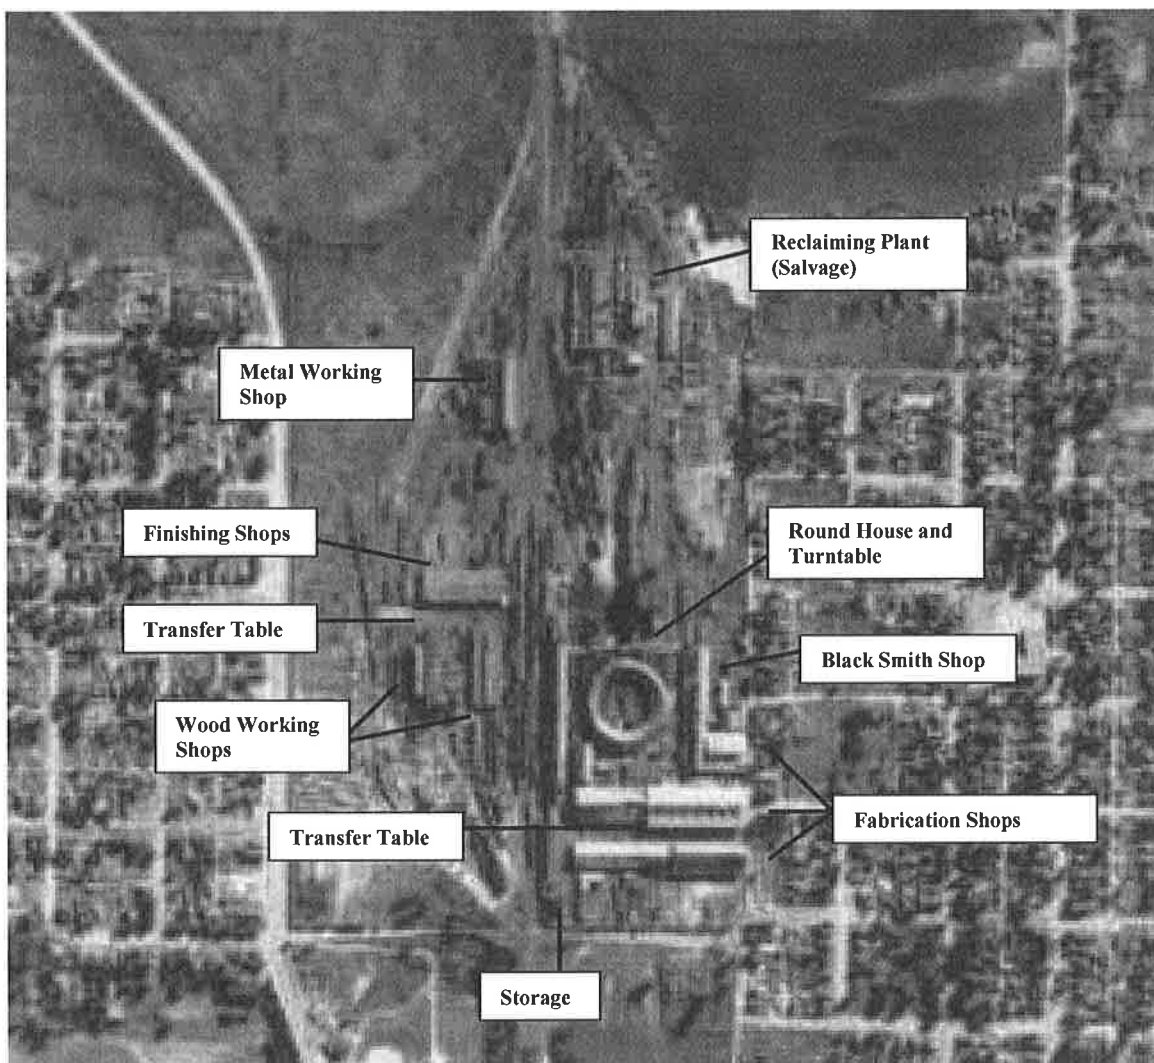 Reclaiming Plant
(Salvage)
Metal Working
Shop
Finishing Shops
Round House and
Turntable
Transfer Table
Black Smith Shop
Wood Working
Shops
Transfer Table
Fabrication Shops
Storage